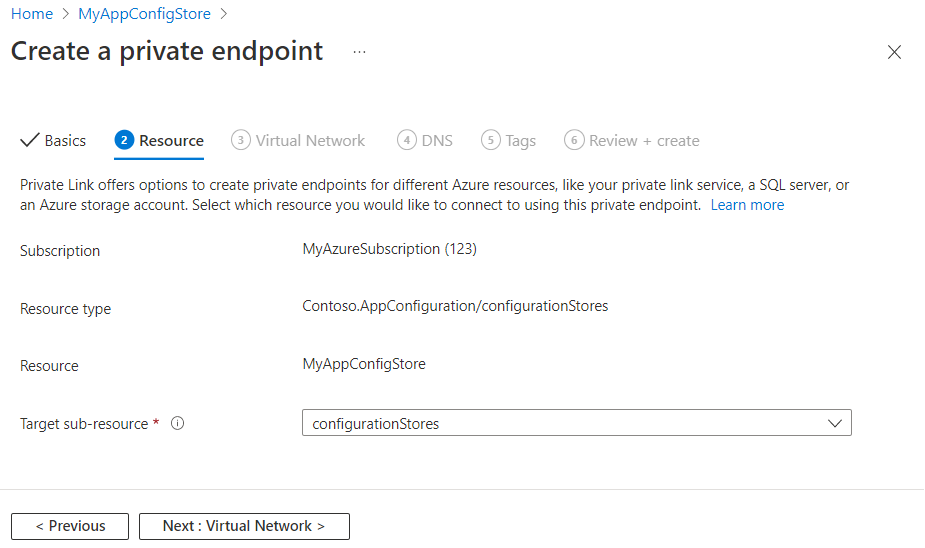 Home > MyAppConfigStore >
Create a private endpoint ...
Basics 2 Resource 3 Virtual Network 4 DNS 5 Tags 6 Review + create
Private Link offers options to create private endpoints for different Azure resources, like your private link service, a SQL server, or
an Azure storage account. Select which resource you would like to connect to using this private endpoint. Learn more
Subscription MyAzureSubscription (123)
Resource type Contoso.AppConfiguration/configurationStores
Resource MyAppConfigStore
Target sub-resource * configurationStores
< Previous Next : Virtual Network >